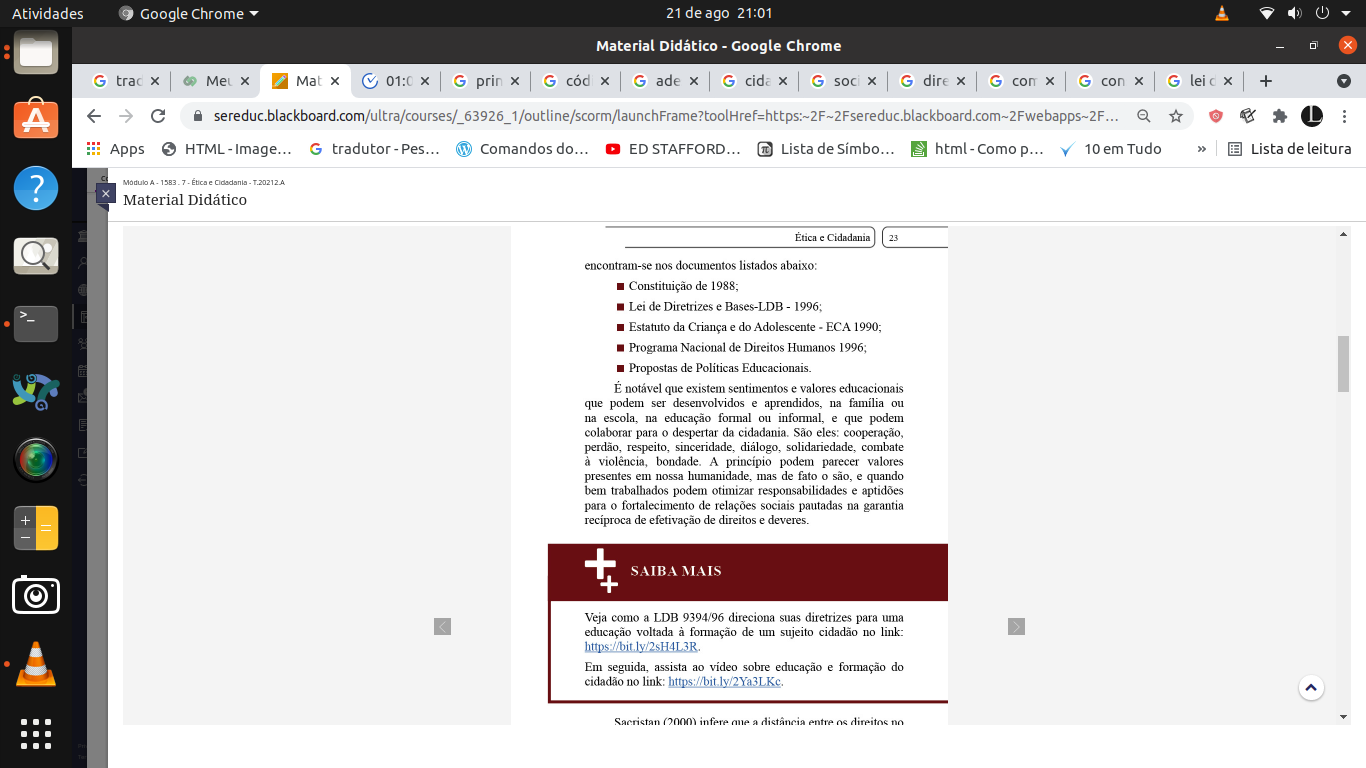 Atividades
Google Chrome
21 de ago 21:01
Material Didático - Google Chrome
trad
Meu
Mat
01:0
prin
códi
ade
cida
soci
dire
com
con
lei d
sereduc.blackboard.com/ultra/courses/_63926_1/outline/scorm/launchFrame?toolHref=https:~2F~2Fsereduc.blackboard.com~2Fwebapps~2F…
Apps
HTML - Image…
tradutor - Pes…
Comandos do…
ED STAFFORD…
Lista de Símbo…
html - Como p…
10 em Tudo
»
Lista de leitura
Módulo A - 1583 . 7 - Ética e Cidadania - T.20212.A
Material Didático
Ética e Cidadania
23
encontram-se nos documentos listados abaixo:
Constituição de 1988;
Lei de Diretrizes e Bases-LDB - 1996;
Estatuto da Criança e do Adolescente - ECA 1990;
Programa Nacional de Direitos Humanos 1996;
Propostas de Políticas Educacionais.
É notável que existem sentimentos e valores educacionais
que podem ser desenvolvidos e aprendidos, na família ou
na escola, na educação formal ou informal, e que podem
colaborar para o despertar da cidadania. São eles: cooperação,
perdão, respeito, sinceridade, diálogo, solidariedade, combate
à violência, bondade. A princípio podem parecer valores
presentes em nossa humanidade, mas de fato o são, e quando
bem trabalhados podem otimizar responsabilidades e aptidões
para o fortalecimento de relações sociais pautadas na garantia
recíproca de efetivação de direitos e deveres.
SAIBA MAIS
Veja como a LDB 9394/96 direciona suas diretrizes para uma
educação voltada à formação de um sujeito cidadão no link:
https://bit.ly/2sH4L3R.
Em seguida, assista ao vídeo sobre educação e formação do
cidadão no link: https://bit.ly/2Ya3LKc.
Sacristan (2000) infere que a distância entre os direitos no